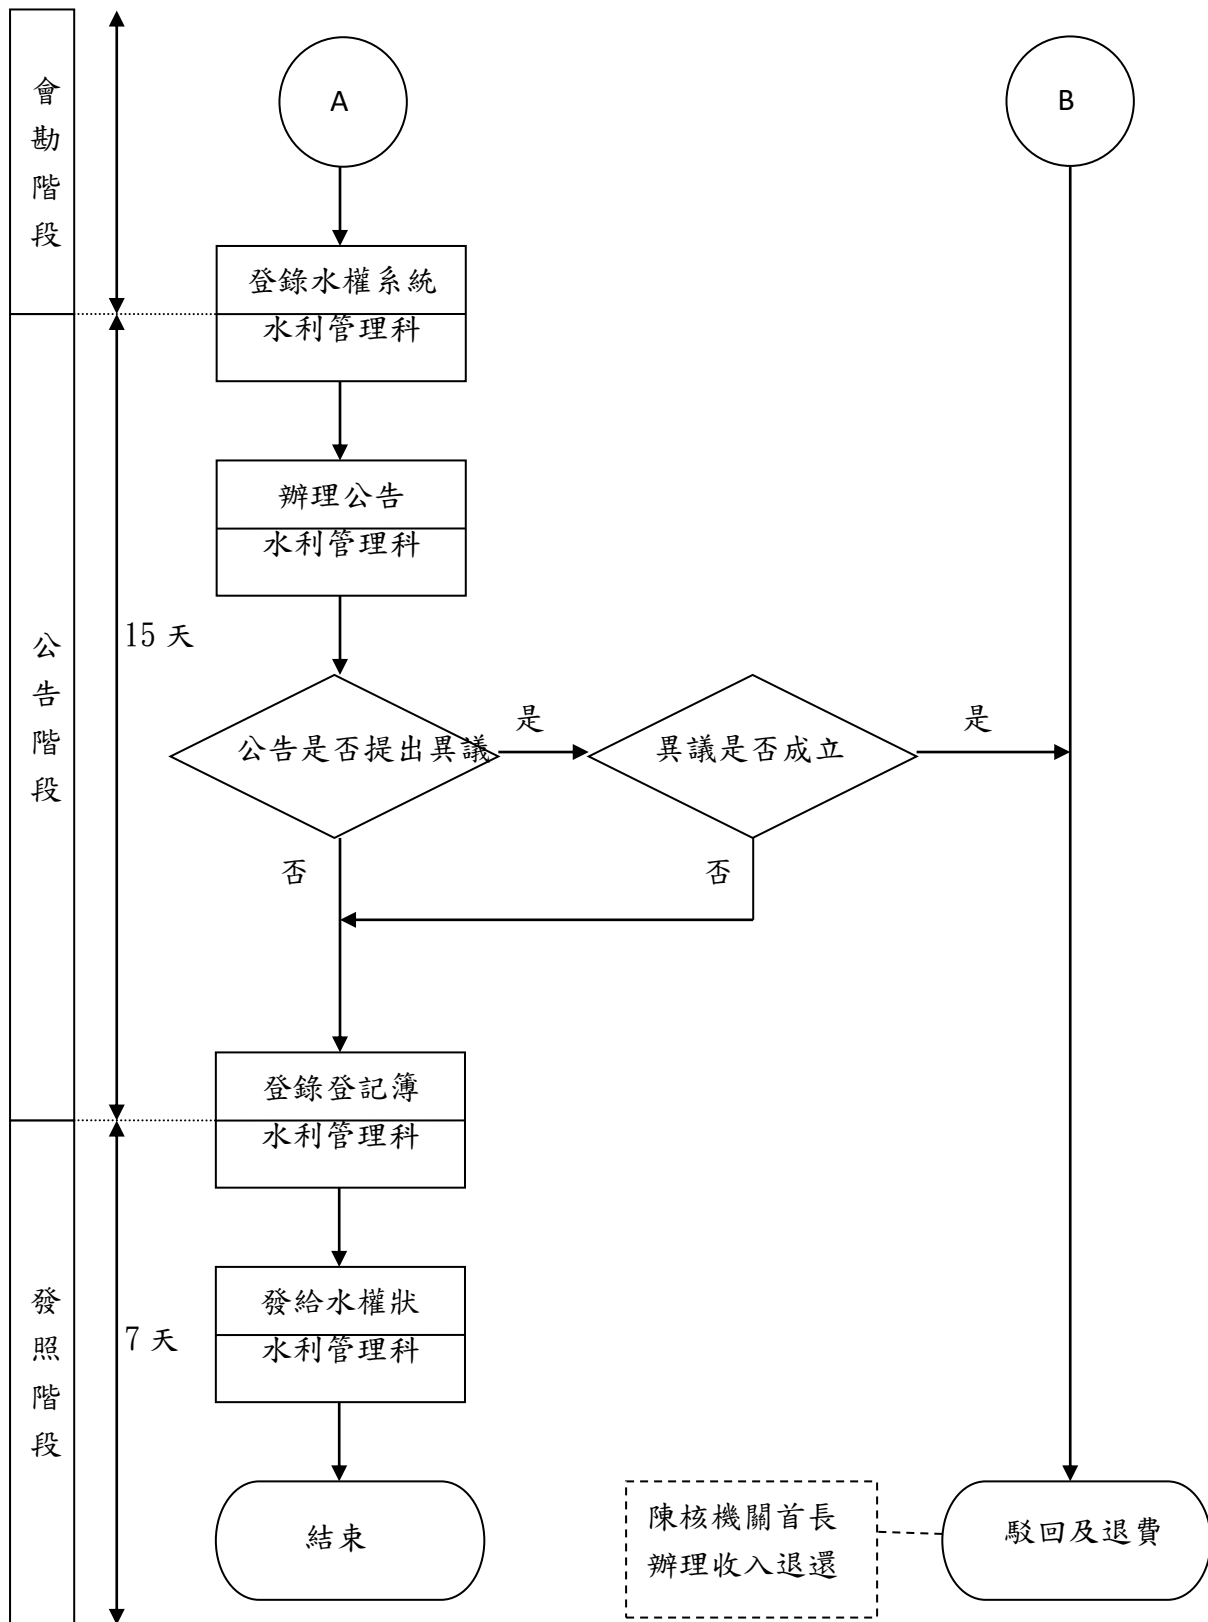 會勘階段
A
B
登錄水權系統
水利管理科
辦理公告
水利管理科
公告階段
15 天
公告是否提出異議
是
異議是否成立
是
否
否
登錄登記簿
水利管理科
發照階段
7 天
發給水權狀
水利管理科
結束
陳核機關首長
辦理收入退還
駁回及退費